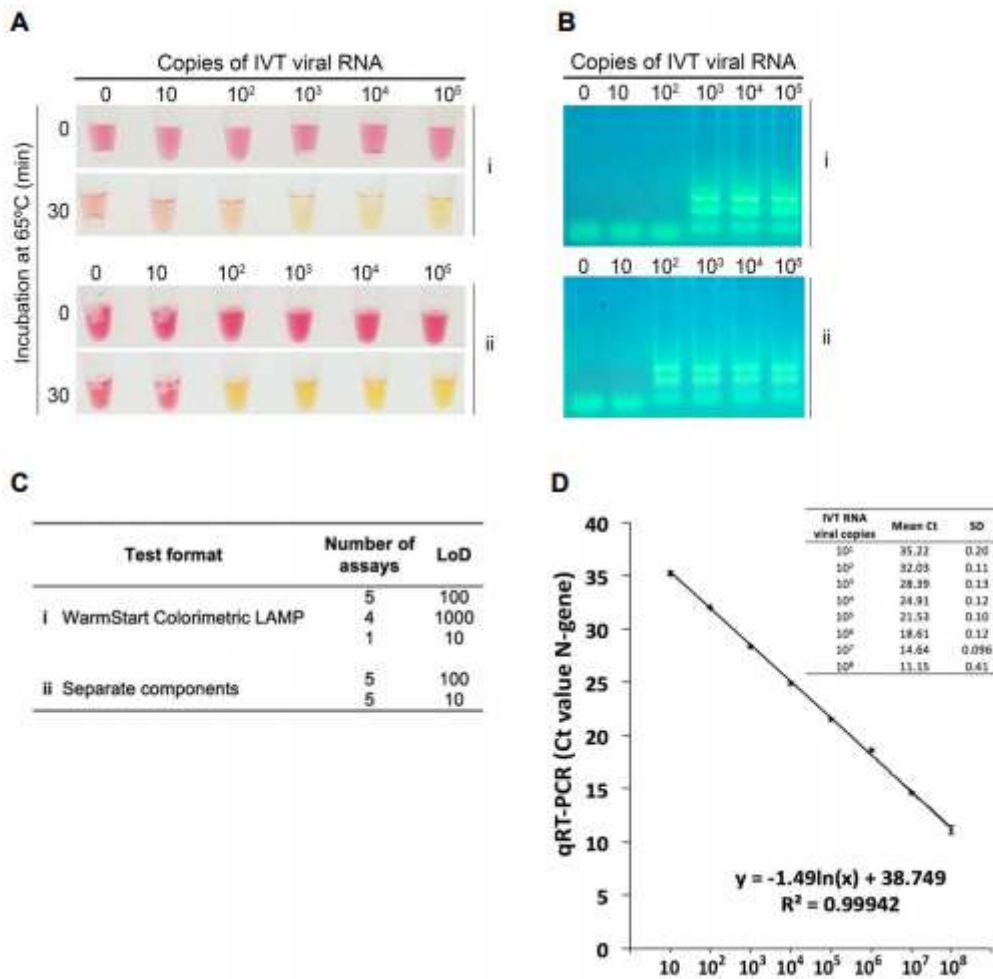 A
Copies of IVT viral RNA
0 10 10² 10³ 10⁴ 10⁵
Incubation at 65ºC (min)
0
30
i
0 10 10² 10³ 10⁴ 10⁵
0
30
ii
B
Copies of IVT viral RNA
0 10 10² 10³ 10⁴ 10⁵
i
0 10 10² 10³ 10⁴ 10⁵
ii
C
Test format Number of assays LoD
i WarmStart Colorimetric LAMP 5 100
4 1000
1 10
ii Separate components 5 100
5 10
D
qRT-PCR (Ct value N-gene)
40
35
30
25
20
15
10
5
0
IVT RNA viral copies Mean Ct SD
10¹ 35.22 0.20
10² 32.03 0.11
10³ 28.39 0.13
10⁴ 24.91 0.12
10⁵ 21.53 0.10
10⁶ 18.61 0.12
10⁷ 14.64 0.096
10⁸ 11.15 0.41
y = -1.49ln(x) + 38.749
R² = 0.99942
10 10² 10³ 10⁴ 10⁵ 10⁶ 10⁷ 10⁸